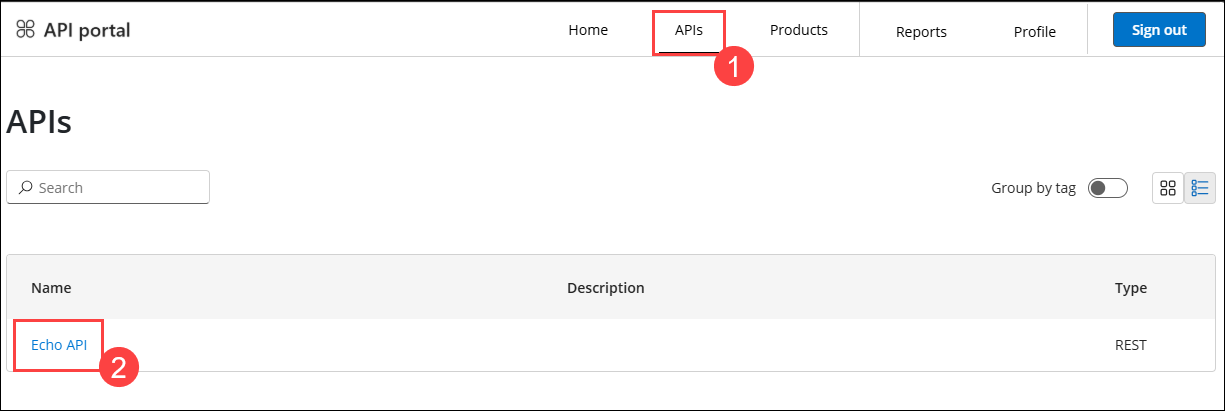 API portal Home APIs Products Reports Profile Sign out
1
APIs
Search Group by tag
Name Description Type
Echo API REST
2